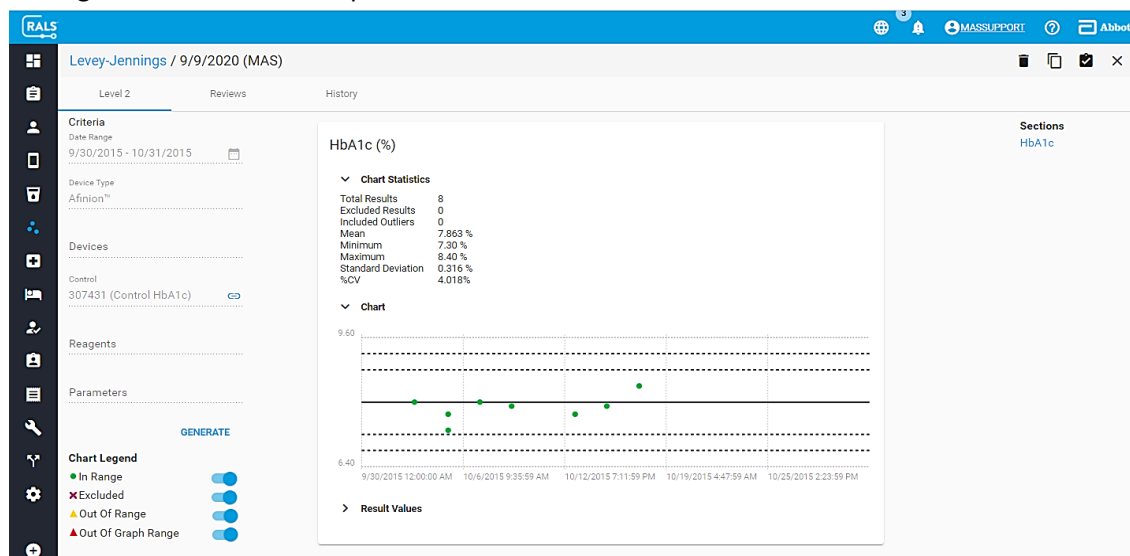 RALS
3
MASSUPPORT
Abbot
Levey-Jennings / 9/9/2020 (MAS)
Level 2 Reviews History
Criteria
Date Range
9/30/2015 - 10/31/2015
Device Type
Afinion™
Devices
Control
307431 (Control HbA1c)
Reagents
Parameters
GENERATE
Chart Legend
In Range
Excluded
Out Of Range
Out Of Graph Range
HbA1c (%)
Chart Statistics
Total Results 8
Excluded Results 0
Included Outliers 0
Mean 7.863 %
Minimum 7.30 %
Maximum 8.40 %
Standard Deviation 0.316 %
%CV 4.018%
Chart
9.60
6.40
9/30/2015 12:00:00 AM 10/6/2015 9:35:59 AM 10/12/2015 7:11:59 PM 10/19/2015 4:47:59 AM 10/25/2015 2:23:59 PM
Result Values
Sections
HbA1c